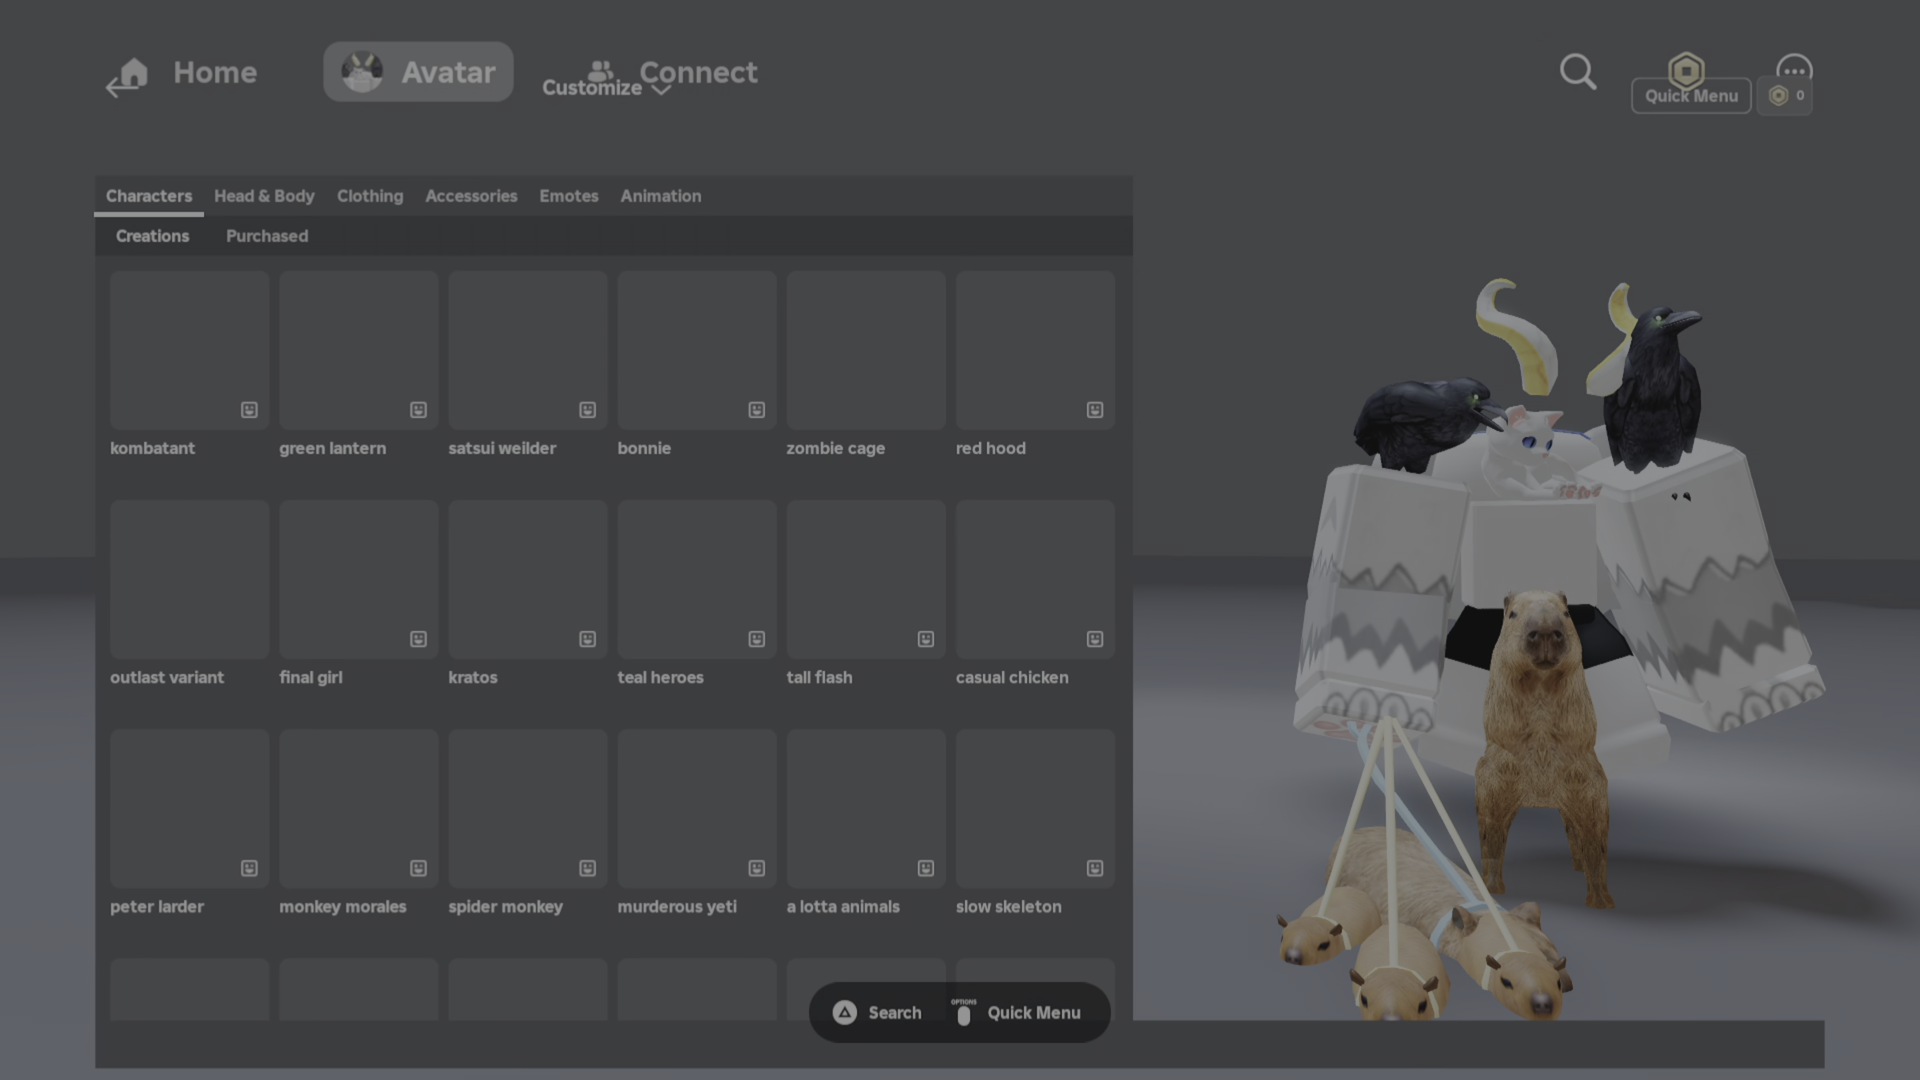 Home
Avatar
Customize
Connect
Quick Menu
0
Characters Head & Body Clothing Accessories Emotes Animation
Creations Purchased
kombatant green lantern satsui weilder bonnie zombie cage red hood
outlast variant final girl kratos teal heroes tall flash casual chicken
peter larder monkey morales spider monkey murderous yeti a lotta animals slow skeleton
Search OPTIONS Quick Menu